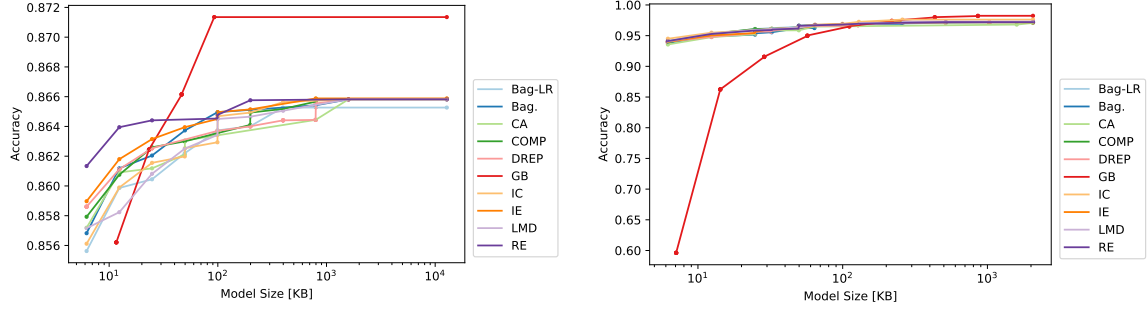 0.872
0.870
0.868
0.866
0.864
0.862
0.860
0.858
0.856
Accuracy
10¹
10²
10³
10⁴
Model Size [KB]
Bag-LR
Bag.
CA
COMP
DREP
GB
IC
IE
LMD
RE
1.00
0.95
0.90
0.85
0.80
0.75
0.70
0.65
0.60
Accuracy
10¹
10²
10³
Model Size [KB]
Bag-LR
Bag.
CA
COMP
DREP
GB
IC
IE
LMD
RE